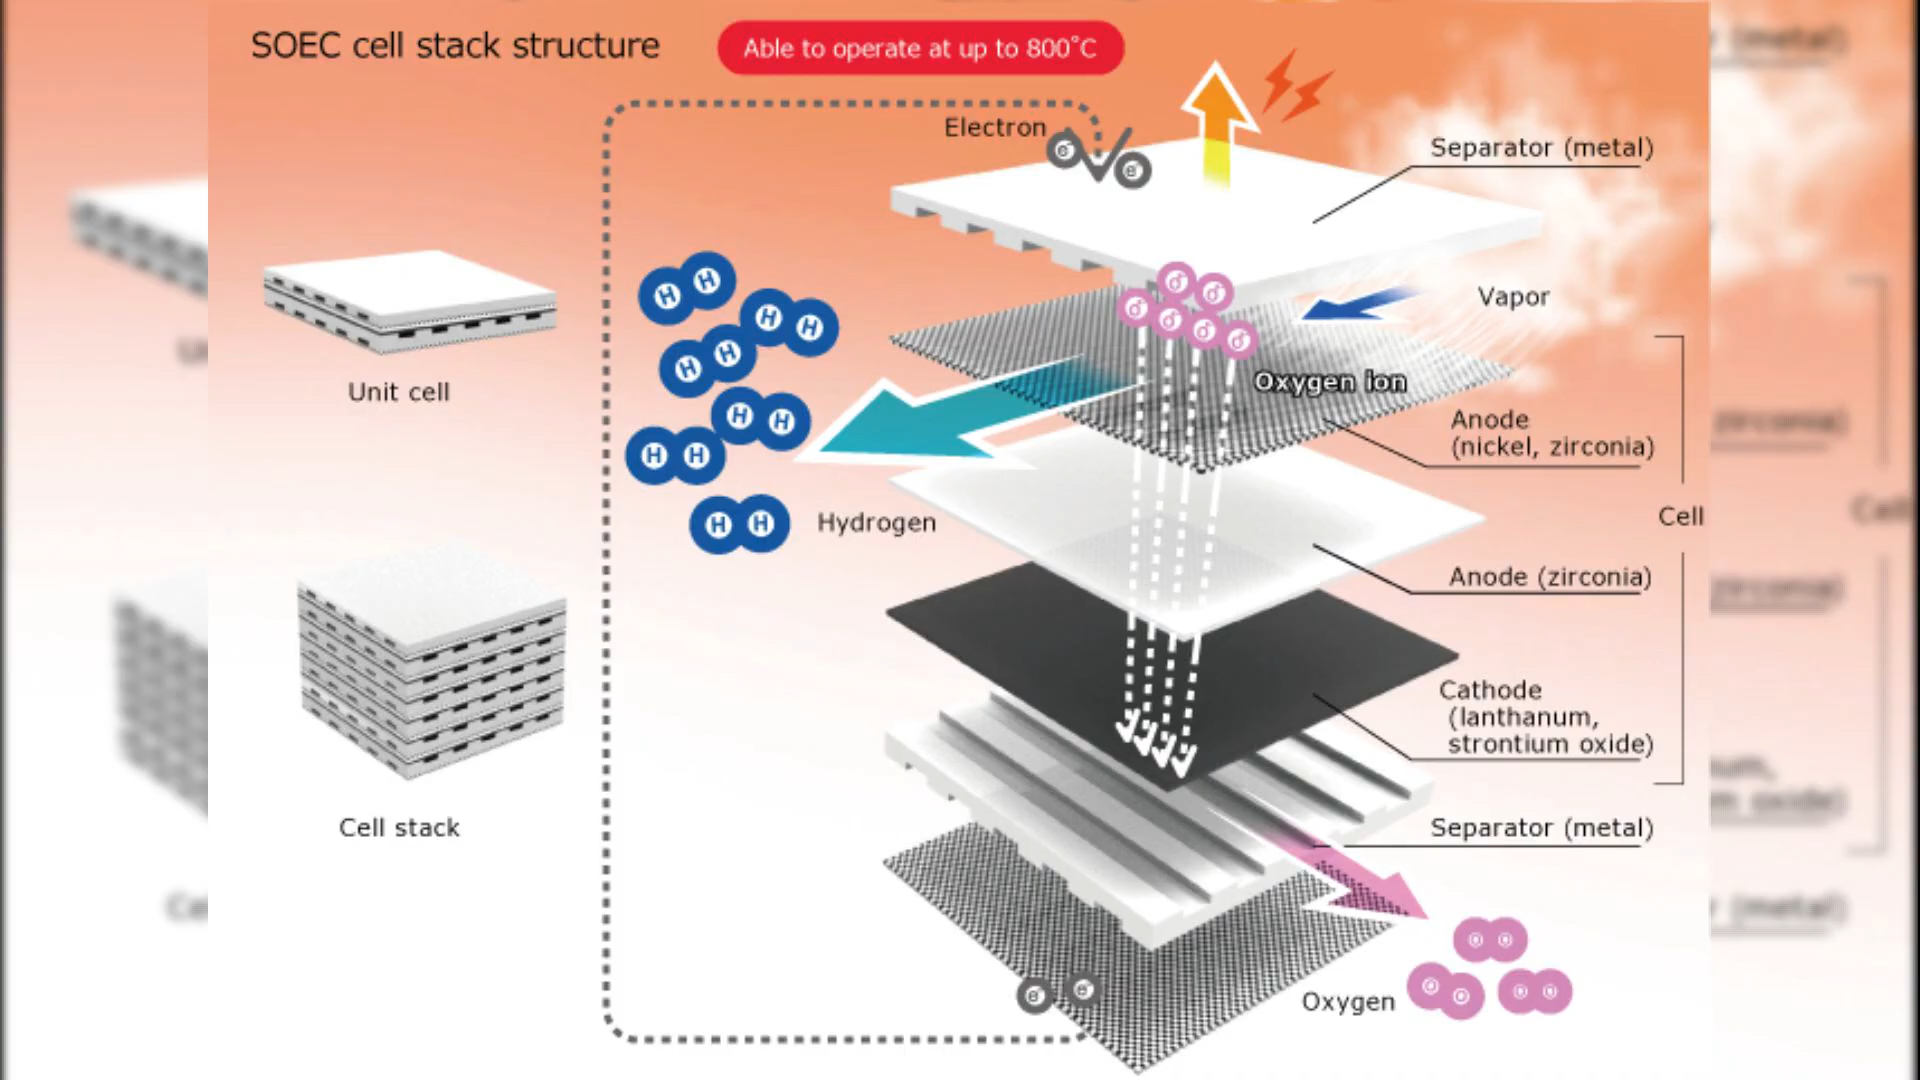 SOEC cell stack structure
Able to operate at up to 800°C
Electron
e⁻
e⁻
Separator (metal)
H H
H H
H H
H H
H H
H H
Vapor
Oxygen ion
Unit cell
Anode
(nickel, zirconia)
Cell
Hydrogen
Anode (zirconia)
Cathode
(lanthanum,
strontium oxide)
Cell stack
Separator (metal)
O O
O O
O O
e⁻
e⁻
Oxygen